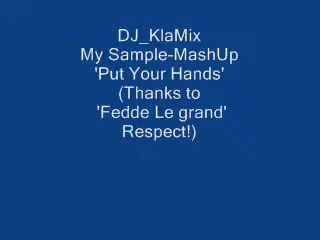 DJ_KlaMix
My Sample-MashUp
'Put Your Hands'
(Thanks to
'Fedde Le grand'
Respect!)